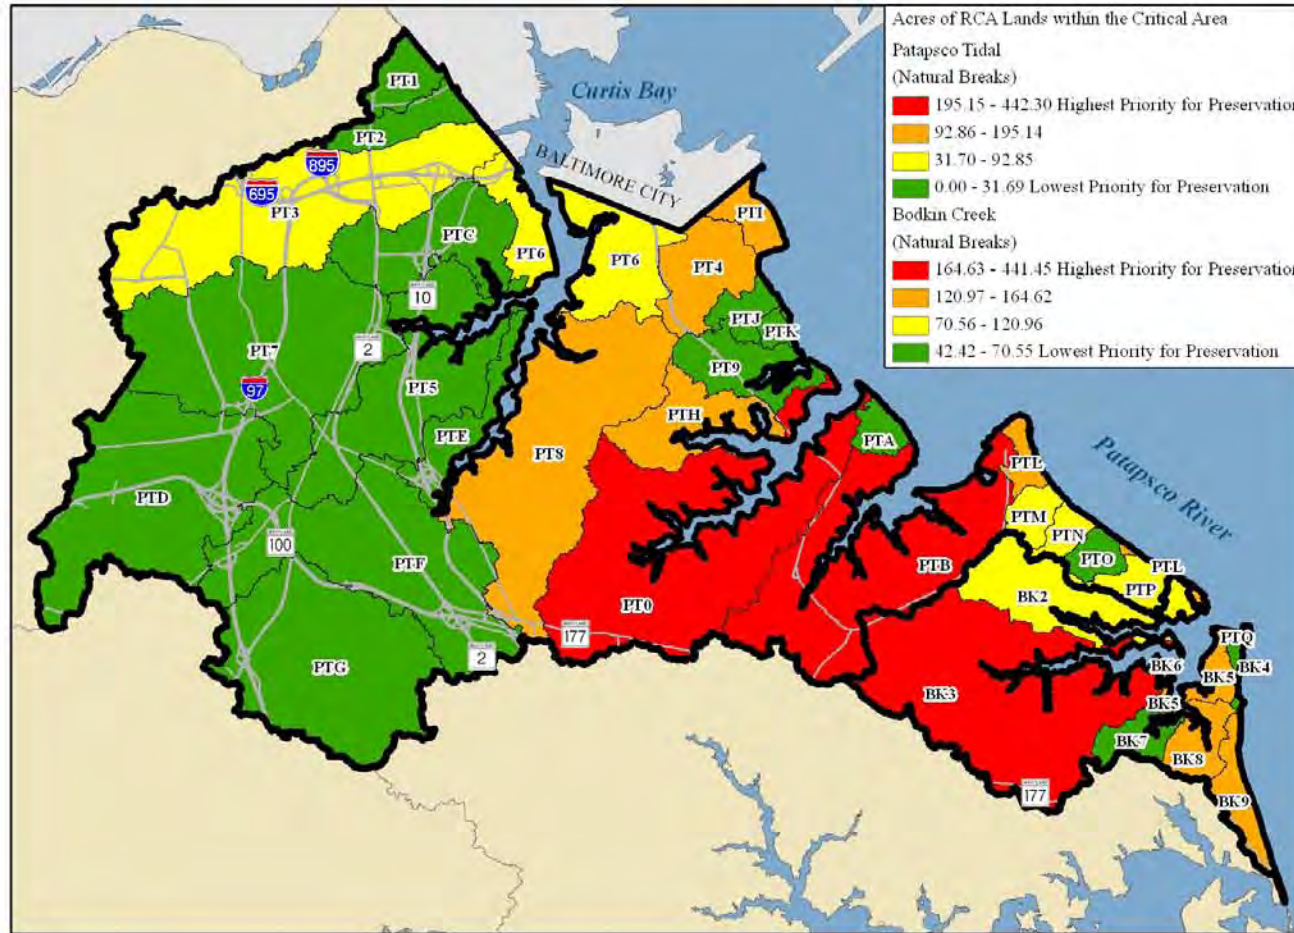 Acres of RCA Lands within the Critical Area
Patapsco Tidal
(Natural Breaks)
195.15 - 442.30 Highest Priority for Preservation
92.86 - 195.14
31.70 - 92.85
0.00 - 31.69 Lowest Priority for Preservation
Bodkin Creek
(Natural Breaks)
164.63 - 441.45 Highest Priority for Preservation
120.97 - 164.62
70.56 - 120.96
42.42 - 70.55 Lowest Priority for Preservation
Curtis Bay
BALTIMORE CITY
Patapsco River
PT1
PT2
895
695
PT3
PTC
PT6
PT6
PTI
PT4
10
PTJ
PTK
2
PT7
PT9
97
PT5
PTH
PTE
PTA
PT8
PTL
PTD
PTM
PTN
100
PTF
PTB
PTO
PTL
BK2
PTP
PT0
177
2
PTQ
PTG
BK6
BK4
BK5
BK3
BK5
BK7
BK8
177
BK9